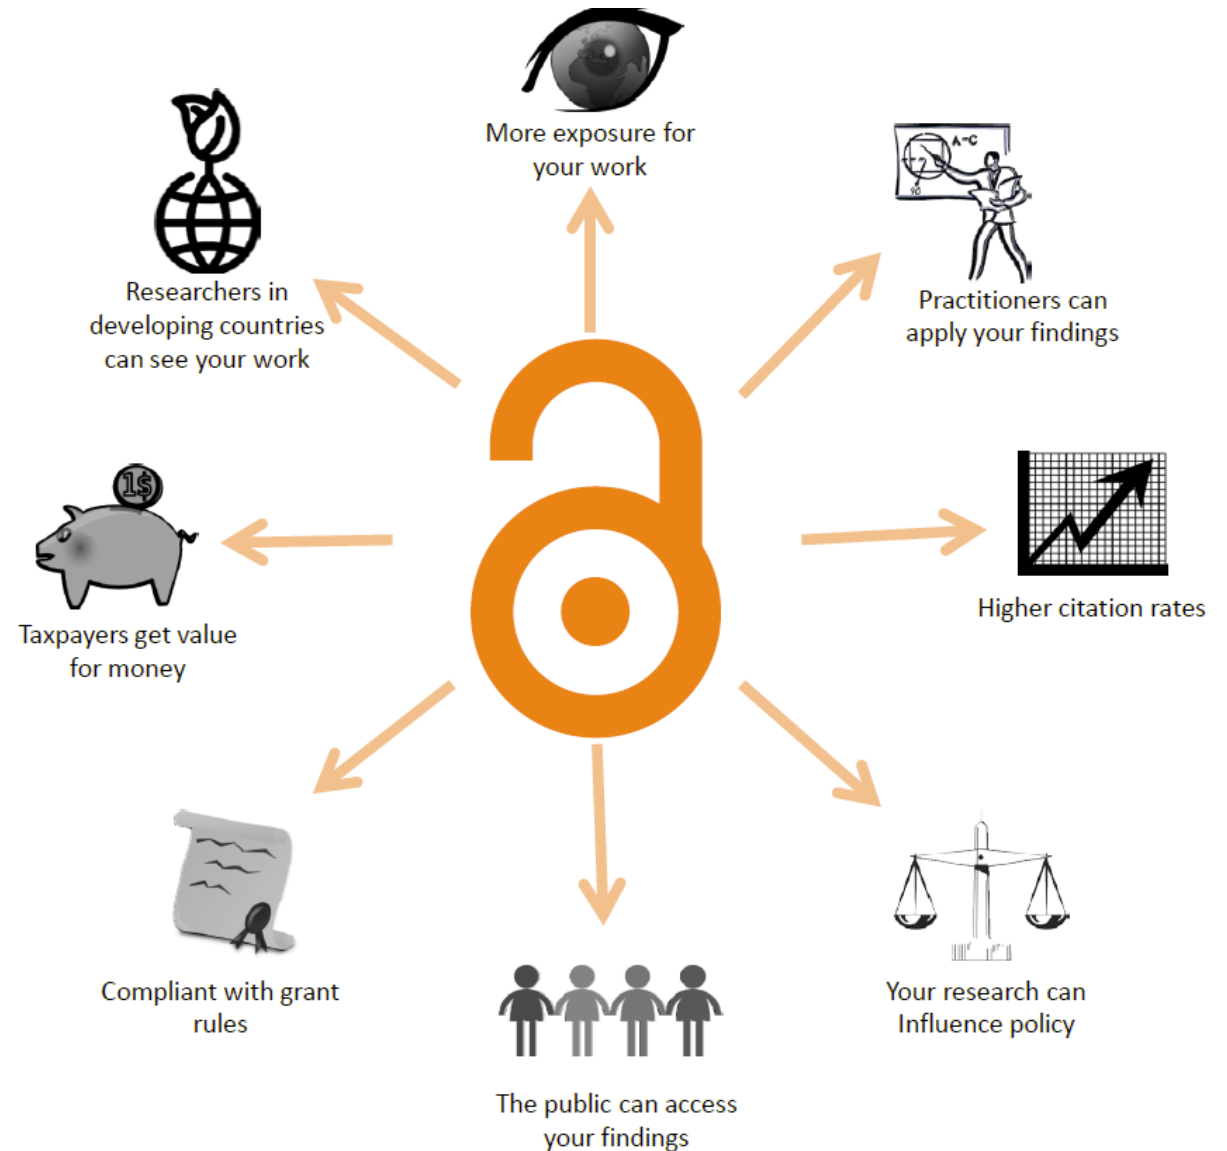 More exposure for
your work
A-C
Practitioners can
apply your findings
Researchers in
developing countries
can see your work
1$
Higher citation rates
Taxpayers get value
for money
Compliant with grant
rules
Your research can
Influence policy
The public can access
your findings